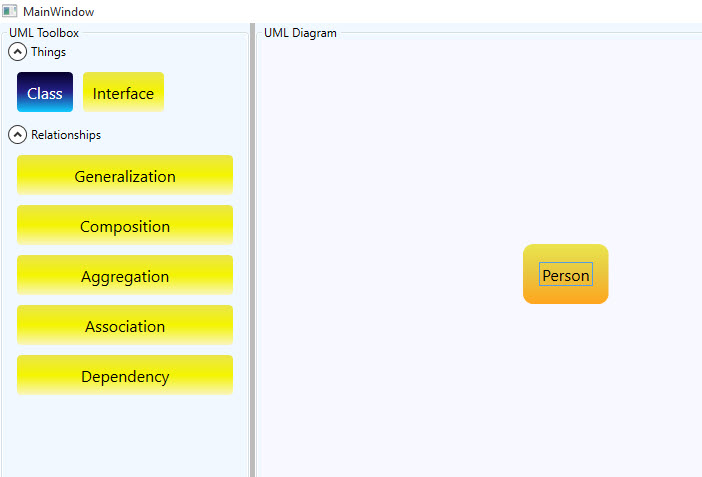 MainWindow
UML Toolbox
Things
Class
Interface
Relationships
Generalization
Composition
Aggregation
Association
Dependency
UML Diagram
Person